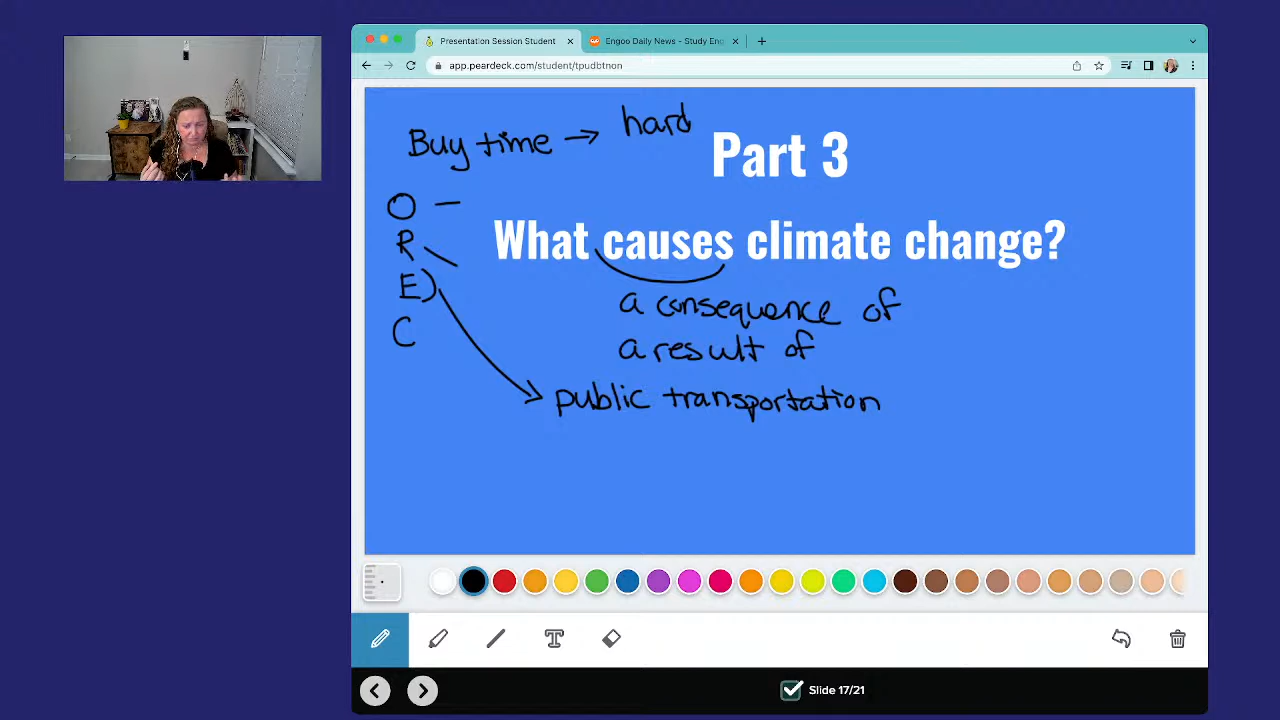 Presentation Session Student
Engoo Daily News - Study Eng
app.peardeck.com/student/tpudbtnon
Buy time → hard
Part 3
O –
R
E)
C
What causes climate change?
a consequence of
a result of
public transportation
T
Slide 17/21